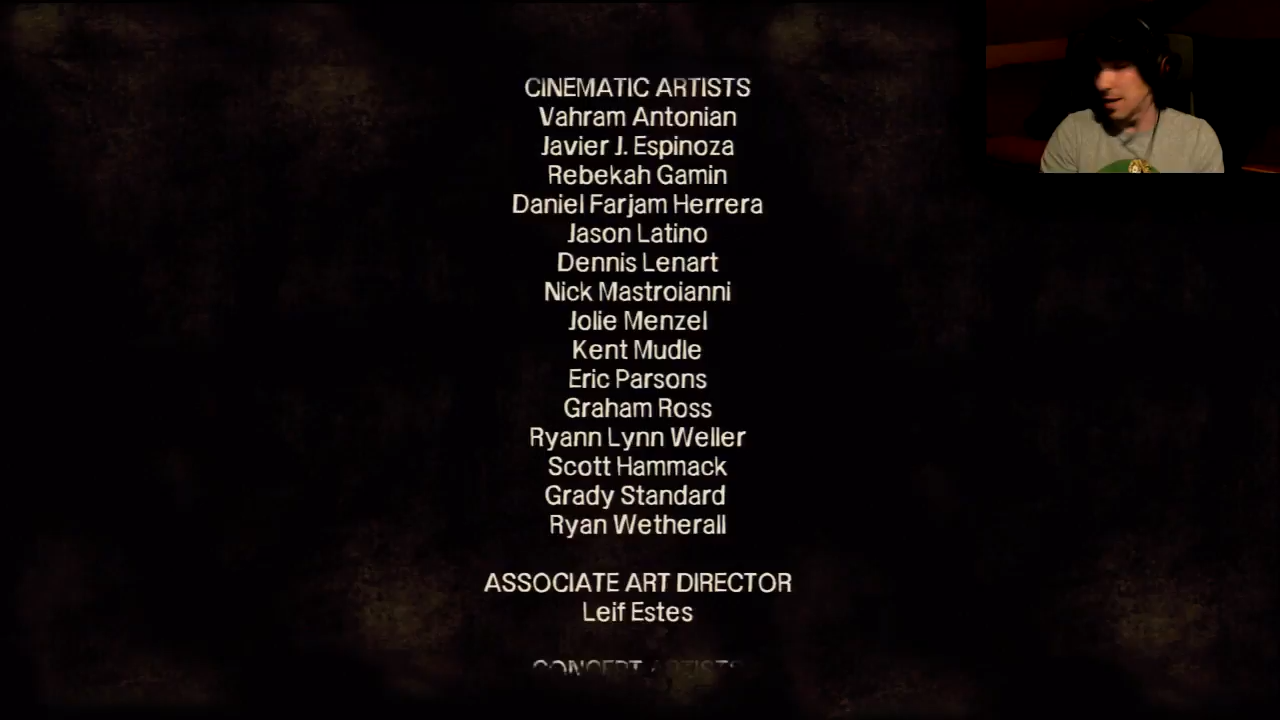 CINEMATIC ARTISTS
Vahram Antonian
Javier J. Espinoza
Rebekah Gamin
Daniel Farjam Herrera
Jason Latino
Dennis Lenart
Nick Mastroianni
Jolie Menzel
Kent Mudle
Eric Parsons
Graham Ross
Ryann Lynn Weller
Scott Hammack
Grady Standard
Ryan Wetherall
ASSOCIATE ART DIRECTOR
Leif Estes
CONCEPT ARTISTS